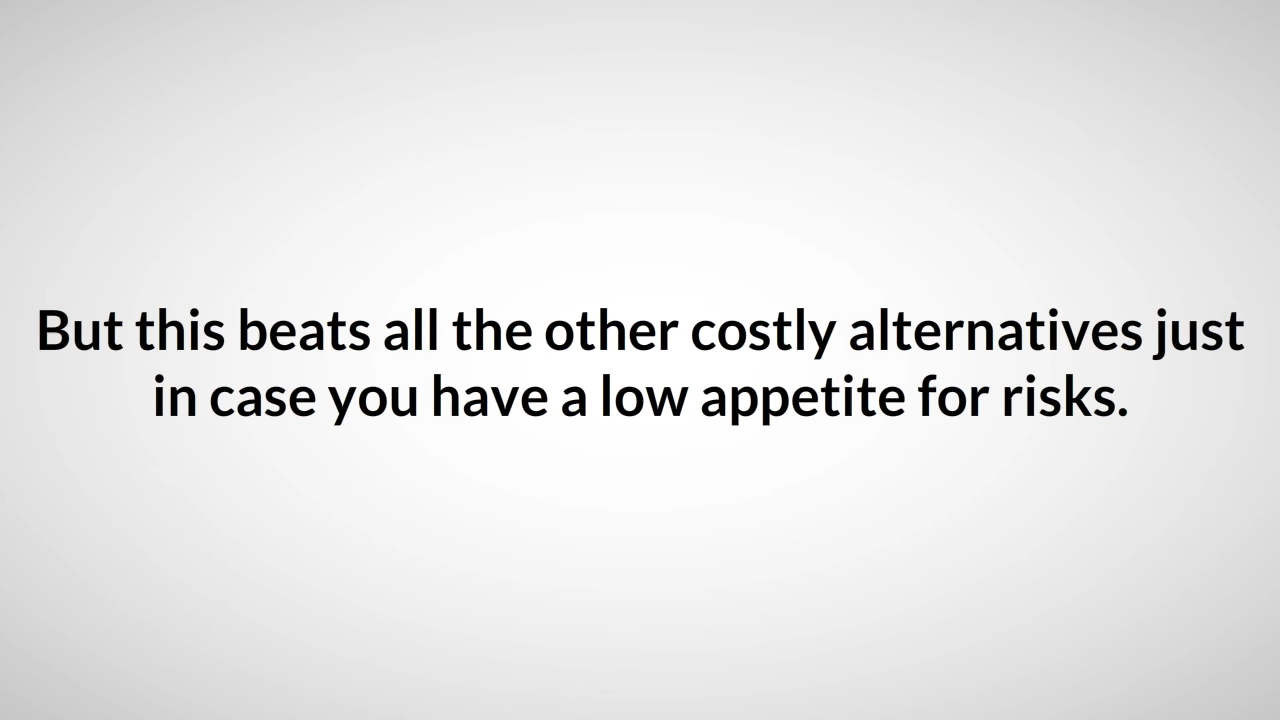 But this beats all the other costly alternatives just
in case you have a low appetite for risks.